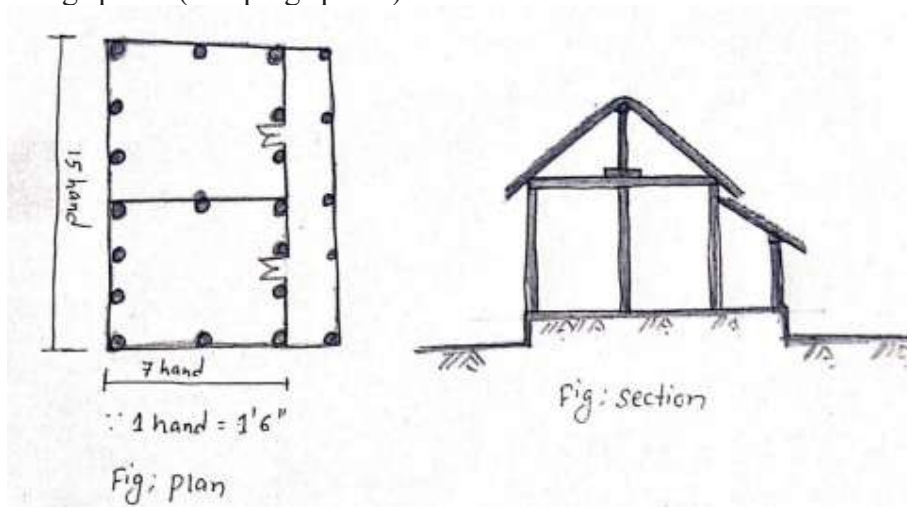 15 hand
7 hand
∵ 1 hand = 1'6"
Fig: plan
Fig: section